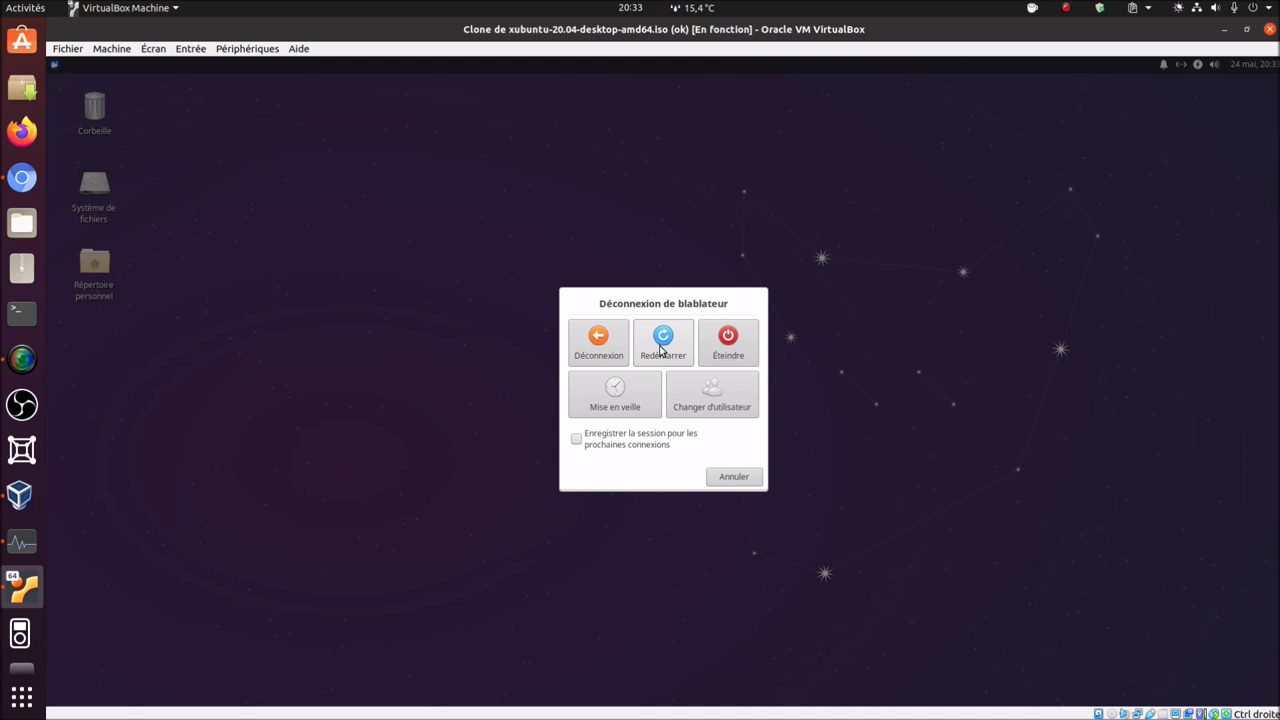 Activités
VirtualBox Machine
20:33
15,4 °C
Clone de xubuntu-20.04-desktop-amd64.iso (ok) [En fonction] - Oracle VM VirtualBox
Fichier Machine Écran Entrée Périphériques Aide
24 mai, 20:33
Corbeille
Système de
fichiers
Répertoire
personnel
Déconnexion de blablateur
Déconnexion
Redémarrer
Éteindre
Mise en veille
Changer d'utilisateur
Enregistrer la session pour les
prochaines connexions
Annuler
64
Ctrl droite